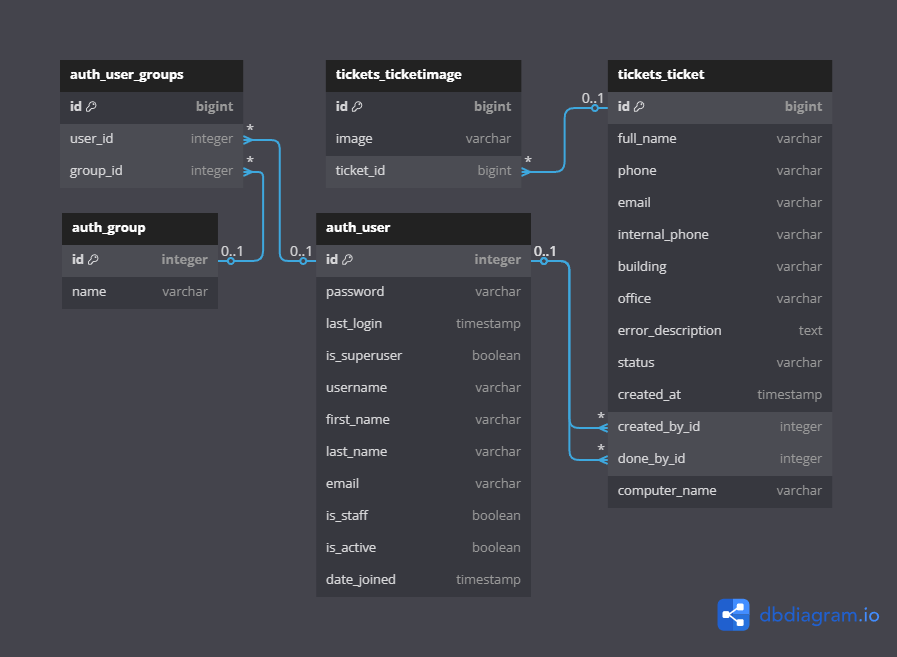 auth_user_groups
id bigint
*
user_id integer
*
group_id integer
tickets_ticketimage
id bigint
image varchar
*
ticket_id bigint
tickets_ticket
0..1
id bigint
full_name varchar
phone varchar
email varchar
internal_phone varchar
building varchar
office varchar
error_description text
status varchar
created_at timestamp
*
created_by_id integer
*
done_by_id integer
computer_name varchar
auth_group
id integer
0..1
name varchar
auth_user
0..1
id integer
0..1
password varchar
last_login timestamp
is_superuser boolean
username varchar
first_name varchar
last_name varchar
email varchar
is_staff boolean
is_active boolean
date_joined timestamp
dbdiagram.io